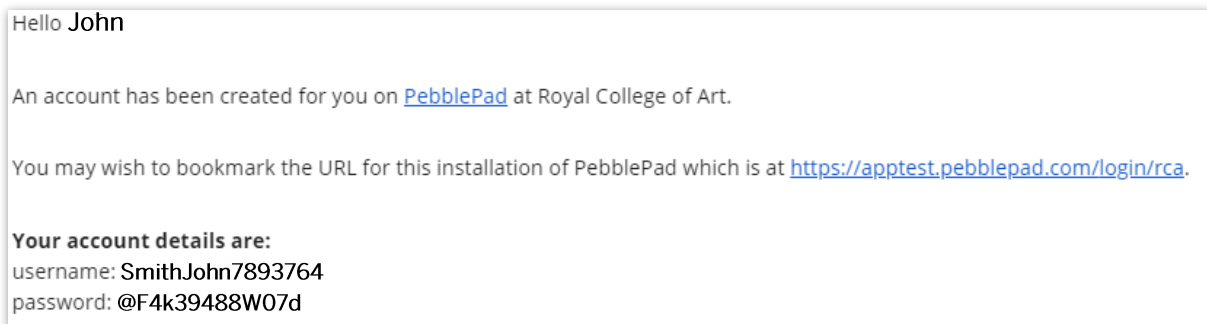 Hello John
An account has been created for you on PebblePad at Royal College of Art.
You may wish to bookmark the URL for this installation of PebblePad which is at https://apptest.pebblepad.com/login/rca.
Your account details are:
username: SmithJohn7893764
password: @F4k39488W07d